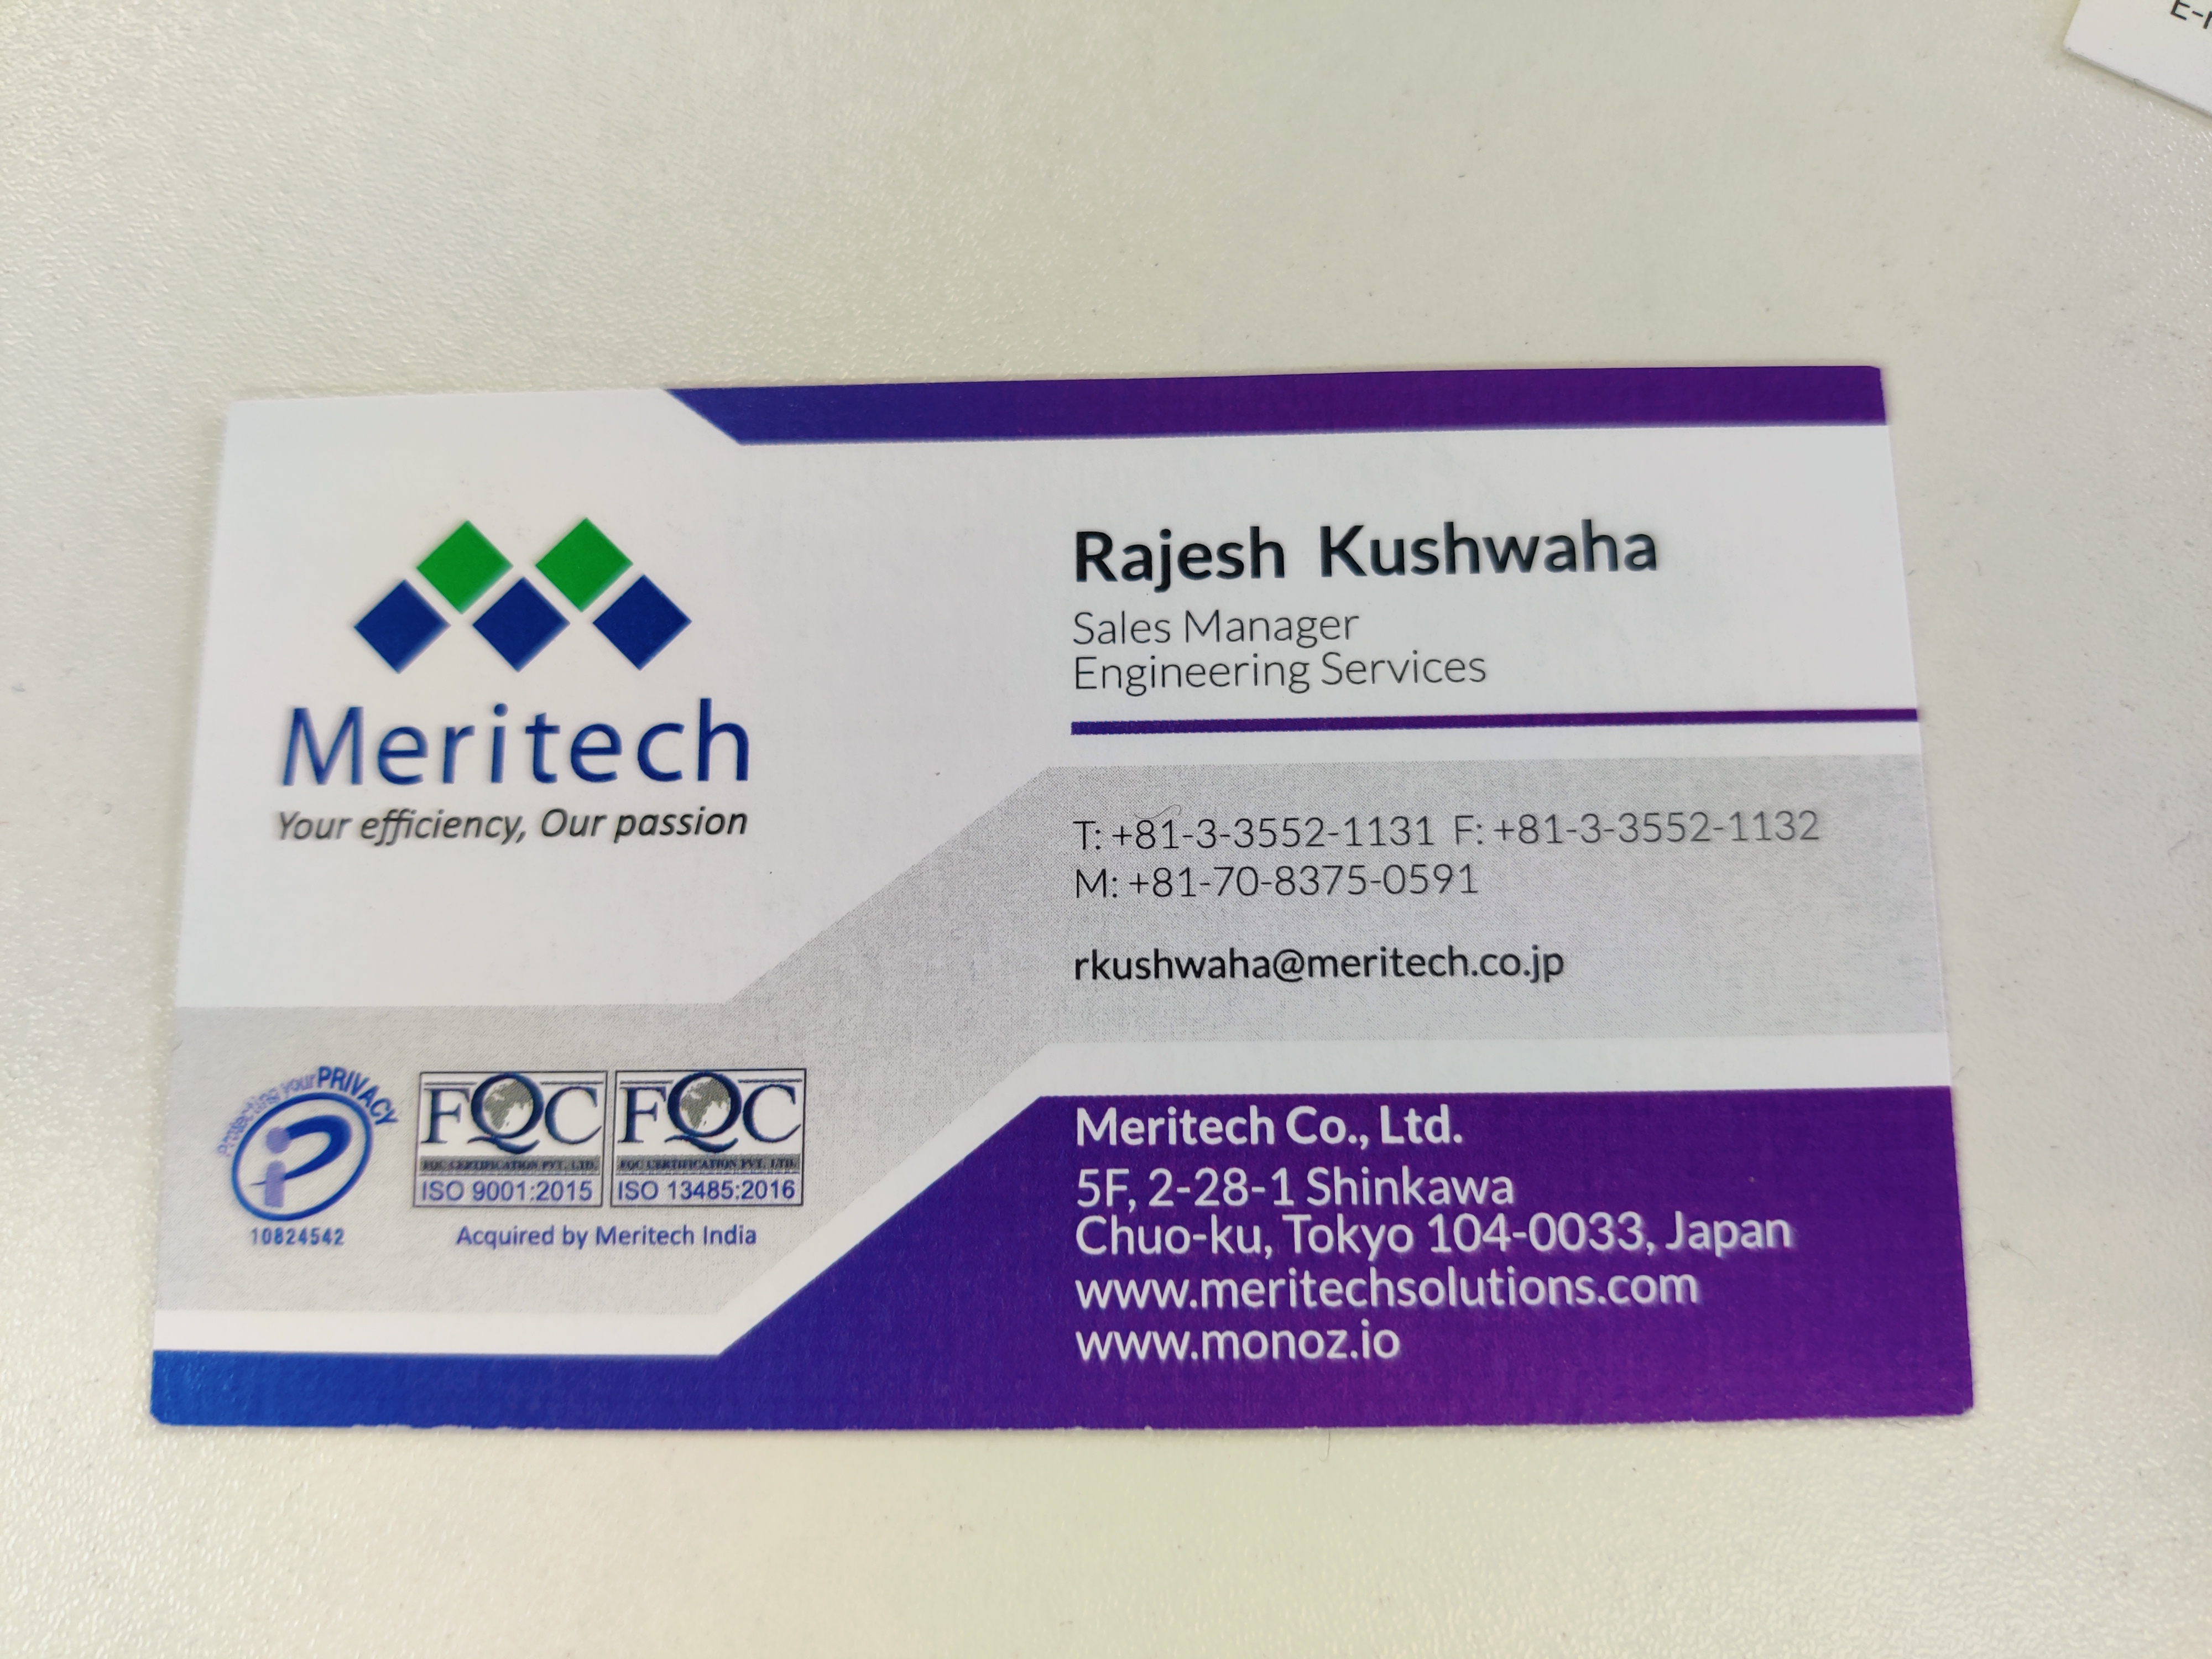 Meritech
Your efficiency, Our passion
Rajesh Kushwaha
Sales Manager
Engineering Services
T: +81-3-3552-1131 F: +81-3-3552-1132
M: +81-70-8375-0591
rkushwaha@meritech.co.jp
Protecting your PRIVACY
10824542
FQC
FQC CERTIFICATION PVT. LTD.
ISO 9001:2015
FQC
FQC CERTIFICATION PVT. LTD.
ISO 13485:2016
Acquired by Meritech India
Meritech Co., Ltd.
5F, 2-28-1 Shinkawa
Chuo-ku, Tokyo 104-0033, Japan
www.meritechsolutions.com
www.monoz.io